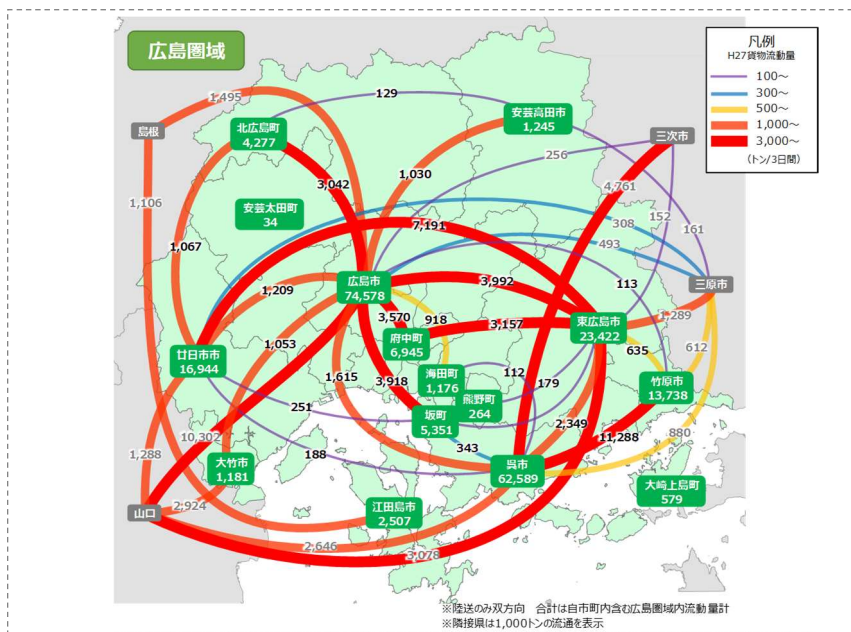 広島圏域
凡例
H27貨物流動量
100～
300～
500～
1,000～
3,000～
(トン/3日間)
1,495
129
島根
北広島町
4,277
安芸高田市
1,245
三次市
256
3,042
1,030
4,761
1,106
安芸太田町
34
7,191
308
152
161
493
1,067
広島市
74,578
3,992
113
三原市
1,209
3,570
918
3,157
東広島市
23,422
1,289
府中町
6,945
廿日市市
16,944
1,053
635
612
海田町
1,176
112
179
竹原市
13,738
1,615
3,918
熊野町
264
251
坂町
5,351
2,349
11,288
880
10,302
1,288
188
343
大竹市
1,181
呉市
62,589
大崎上島町
579
2,924
山口
江田島市
2,507
2,646
3,078
※陸送のみ双方向　合計は自市町内含む広島圏域内流動量計
※隣接県は1,000トンの流通を表示